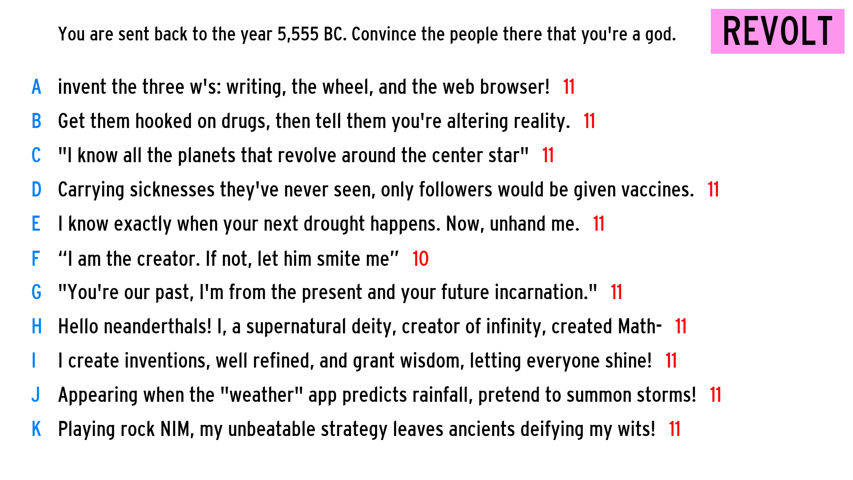 You are sent back to the year 5,555 BC. Convince the people there that you're a god.
REVOLT
A invent the three w's: writing, the wheel, and the web browser! 11
B Get them hooked on drugs, then tell them you're altering reality. 11
C "I know all the planets that revolve around the center star" 11
D Carrying sicknesses they've never seen, only followers would be given vaccines. 11
E I know exactly when your next drought happens. Now, unhand me. 11
F “I am the creator. If not, let him smite me” 10
G "You're our past, I'm from the present and your future incarnation." 11
H Hello neanderthals! I, a supernatural deity, creator of infinity, created Math- 11
I I create inventions, well refined, and grant wisdom, letting everyone shine! 11
J Appearing when the "weather" app predicts rainfall, pretend to summon storms! 11
K Playing rock NIM, my unbeatable strategy leaves ancients deifying my wits! 11